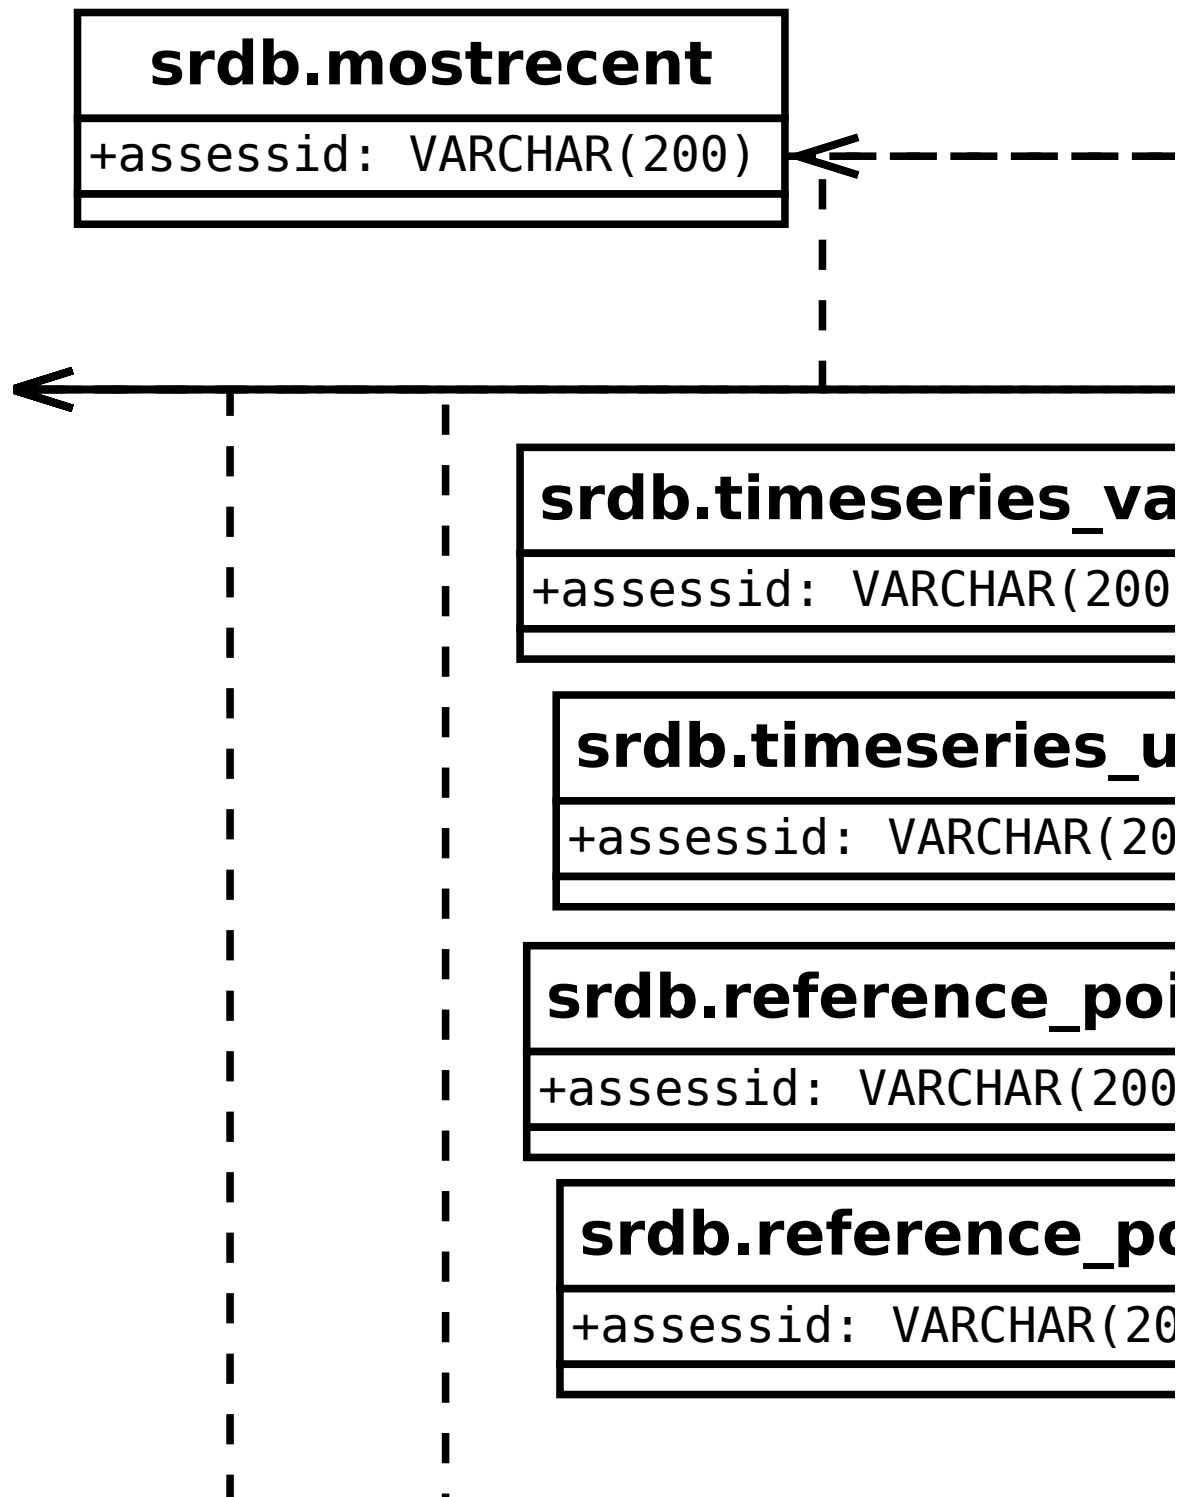 srdb.mostrecent
+assessid: VARCHAR(200)
srdb.timeseries_va
+assessid: VARCHAR(200
srdb.timeseries_u
+assessid: VARCHAR(20
srdb.reference_poi
+assessid: VARCHAR(200
srdb.reference_po
+assessid: VARCHAR(20